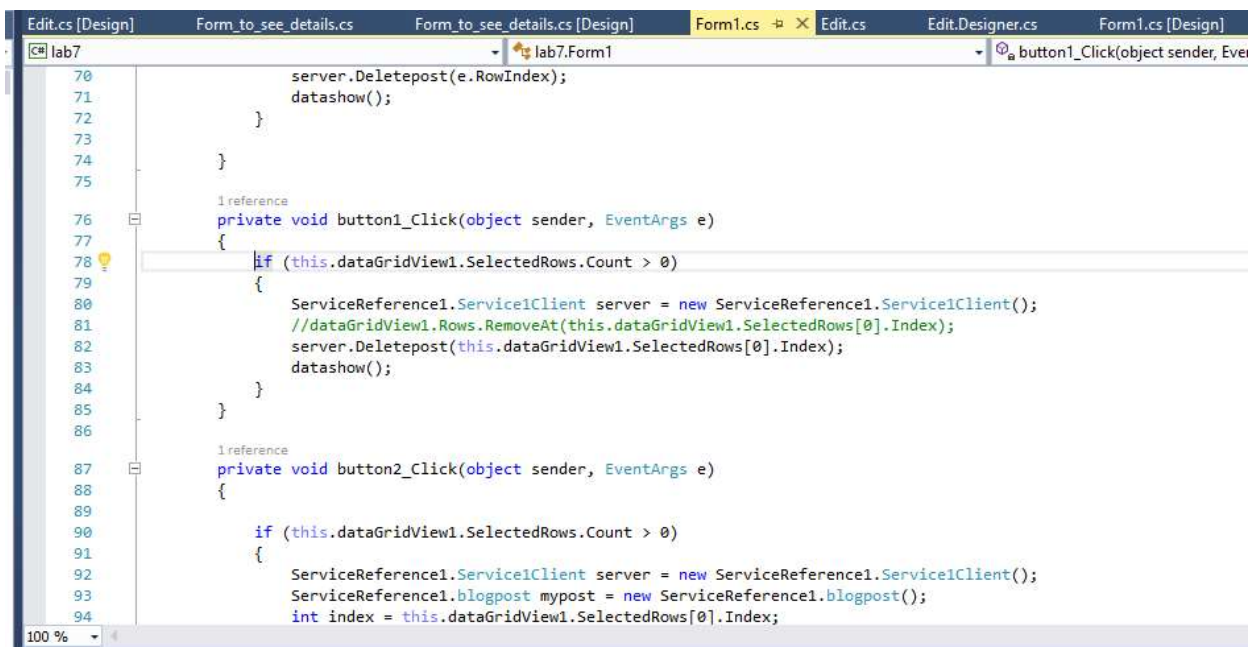 Edit.cs [Design] Form_to_see_details.cs Form_to_see_details.cs [Design] Form1.cs Edit.cs Edit.Designer.cs Form1.cs [Design]
C# lab7 lab7.Form1 button1_Click(object sender, Eve
70 server.Deletepost(e.RowIndex);
71 datashow();
72 }
73
74 }
75
1 reference
76 private void button1_Click(object sender, EventArgs e)
77 {
78 if (this.dataGridView1.SelectedRows.Count > 0)
79 {
80 ServiceReference1.Service1Client server = new ServiceReference1.Service1Client();
81 //dataGridView1.Rows.RemoveAt(this.dataGridView1.SelectedRows[0].Index);
82 server.Deletepost(this.dataGridView1.SelectedRows[0].Index);
83 datashow();
84 }
85 }
86
1 reference
87 private void button2_Click(object sender, EventArgs e)
88 {
89
90 if (this.dataGridView1.SelectedRows.Count > 0)
91 {
92 ServiceReference1.Service1Client server = new ServiceReference1.Service1Client();
93 ServiceReference1.blogpost mypost = new ServiceReference1.blogpost();
94 int index = this.dataGridView1.SelectedRows[0].Index;
100 %